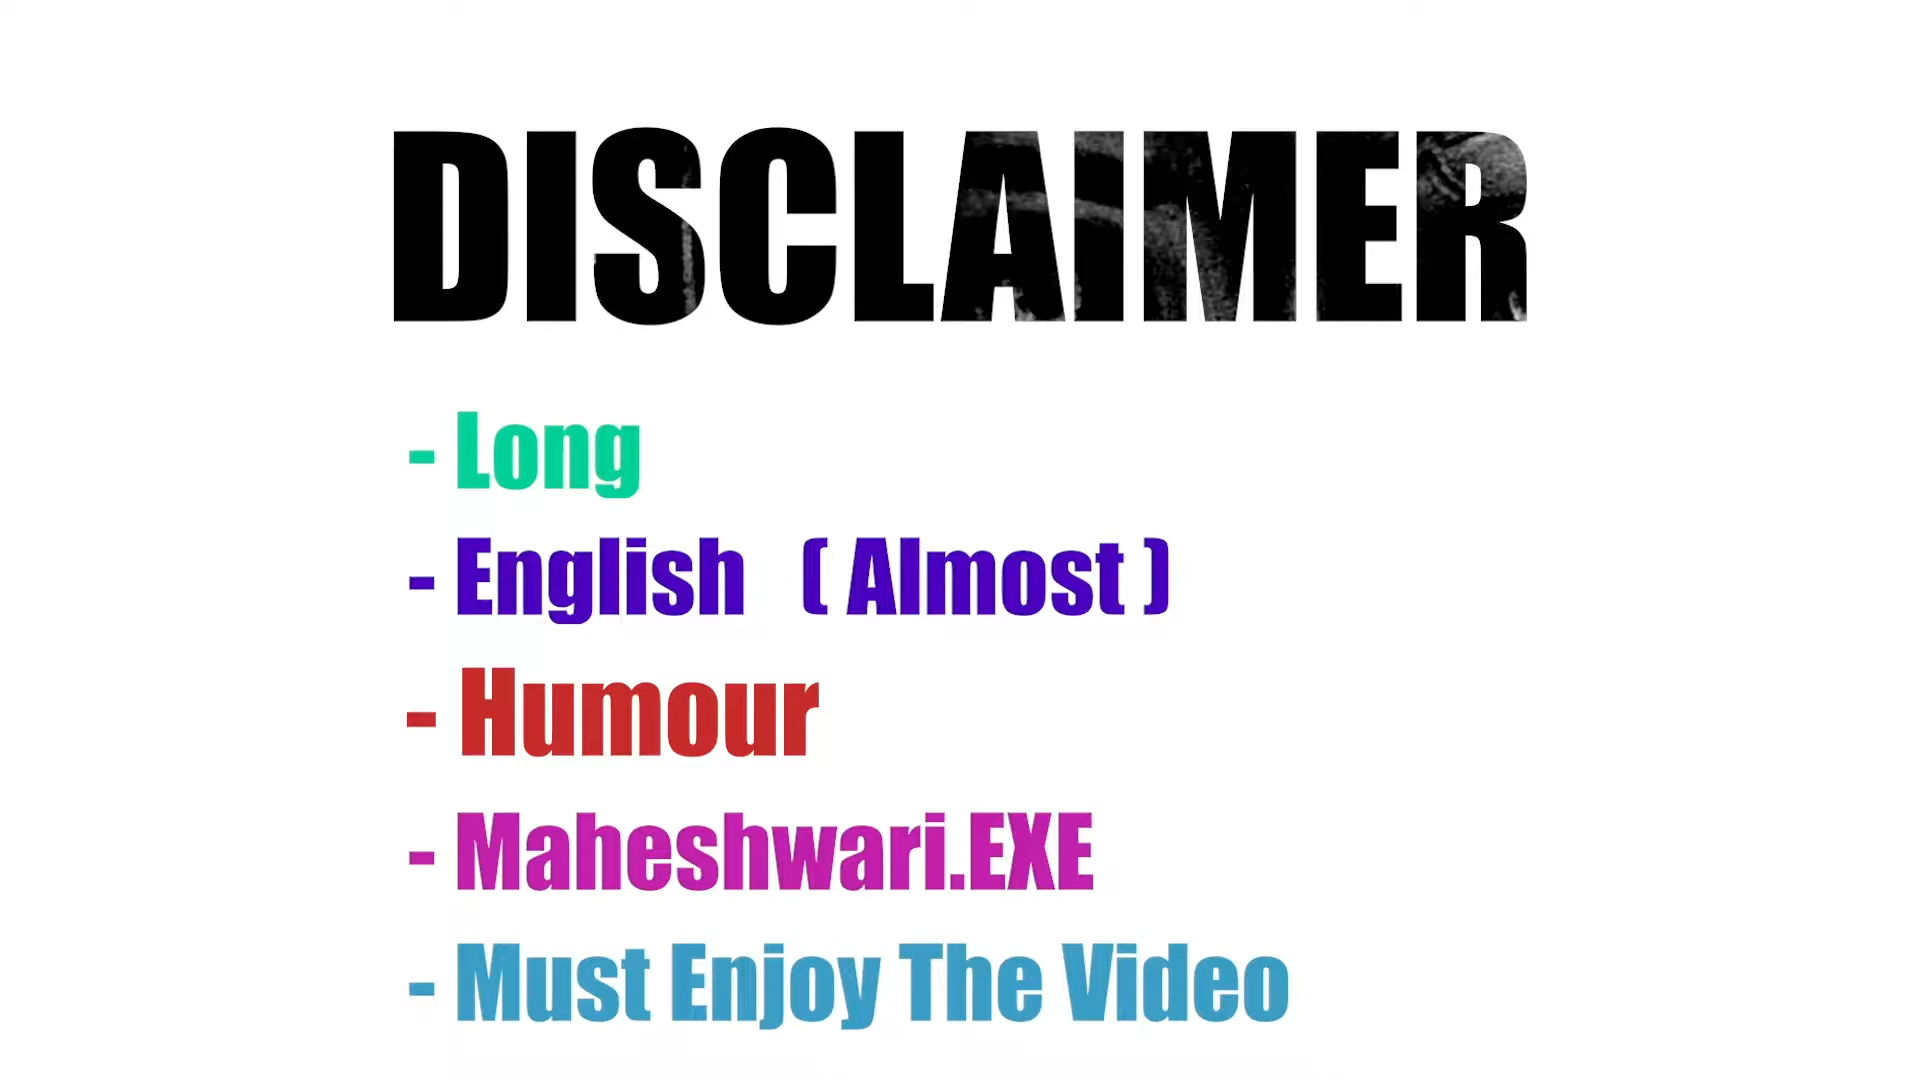 DISCLAIMER
- Long
- English ( Almost )
- Humour
- Maheshwari.EXE
- Must Enjoy The Video